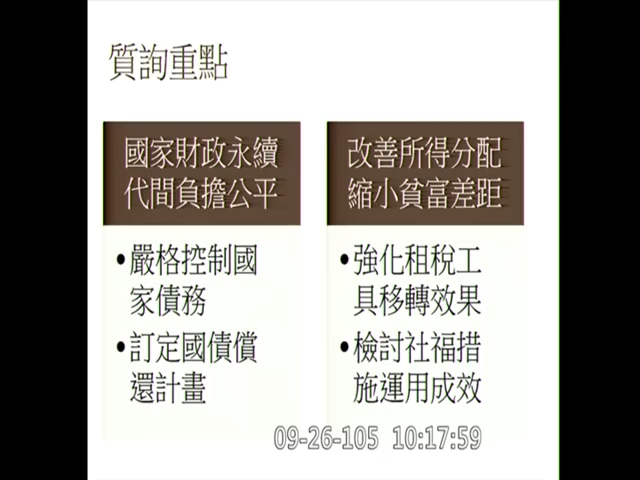 質詢重點
國家財政永續
代間負擔公平
•嚴格控制國
家債務
•訂定國債償
還計畫
改善所得分配
縮小貧富差距
•強化租稅工
具移轉效果
•檢討社福措
施運用成效
09-26-105 10:17:59